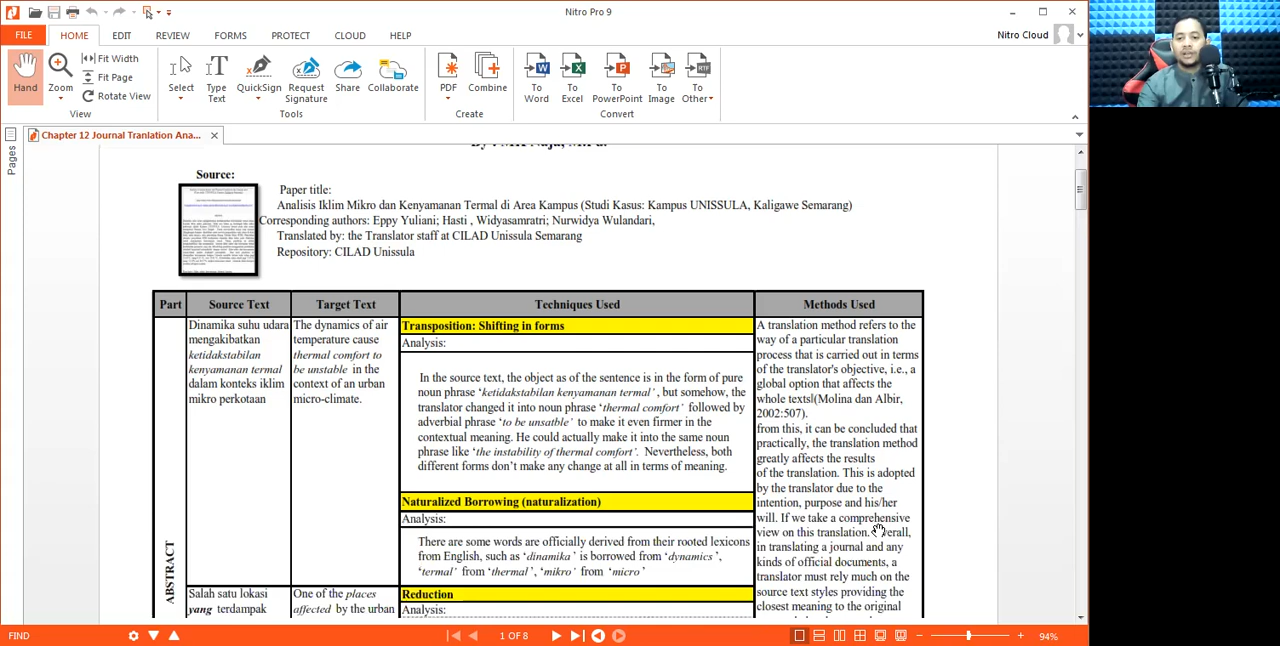 Nitro Pro 9
FILE
HOME
EDIT
REVIEW
FORMS
PROTECT
CLOUD
HELP
Nitro Cloud
Hand
Zoom
Fit Width
Fit Page
Rotate View
View
Select
Type Text
QuickSign
Request Signature
Share
Collaborate
Tools
PDF
Combine
Create
To Word
To Excel
To PowerPoint
To Image
To Other
Convert
Pages
Chapter 12 Journal Tranlation Ana...
Source:
Paper title:
Analisis Iklim Mikro dan Kenyamanan Termal di Area Kampus (Studi Kasus: Kampus UNISSULA, Kaligawe Semarang)
Corresponding authors: Eppy Yuliani; Hasti , Widyasamratri; Nurwidya Wulandari,
Translated by: the Translator staff at CILAD Unissula Semarang
Repository: CILAD Unissula
Part
Source Text
Target Text
Techniques Used
Methods Used
ABSTRACT
Dinamika suhu udara
mengakibatkan
ketidakstabilan
kenyamanan termal
dalam konteks iklim
mikro perkotaan
The dynamics of air
temperature cause
thermal comfort to
be unstable in the
context of an urban
micro-climate.
Transposition: Shifting in forms
Analysis:
In the source text, the object as of the sentence is in the form of pure
noun phrase ‘ketidakstabilan kenyamanan termal’, but somehow, the
translator changed it into noun phrase ‘thermal comfort’ followed by
adverbial phrase ‘to be unsatble’ to make it even firmer in the
contextual meaning. He could actually make it into the same noun
phrase like ‘the instability of thermal comfort’. Nevertheless, both
different forms don’t make any change at all in terms of meaning.
Naturalized Borrowing (naturalization)
Analysis:
There are some words are officially derived from their rooted lexicons
from English, such as ‘dinamika’ is borrowed from ‘dynamics’,
‘termal’ from ‘thermal’, ‘mikro’ from ‘micro’
Salah satu lokasi
yang terdampak
One of the places
affected by the urban
Reduction
Analysis:
A translation method refers to the
way of a particular translation
process that is carried out in terms
of the translator's objective, i.e., a
global option that affects the
whole texts(Molina dan Albir,
2002:507).
from this, it can be concluded that
practically, the translation method
greatly affects the results
of the translation. This is adopted
by the translator due to the
intention, purpose and his/her
will. If we take a comprehensive
view on this translation. Overall,
in translating a journal and any
kinds of official documents, a
translator must rely much on the
source text styles providing the
closest meaning to the original
FIND
1 OF 8
94%